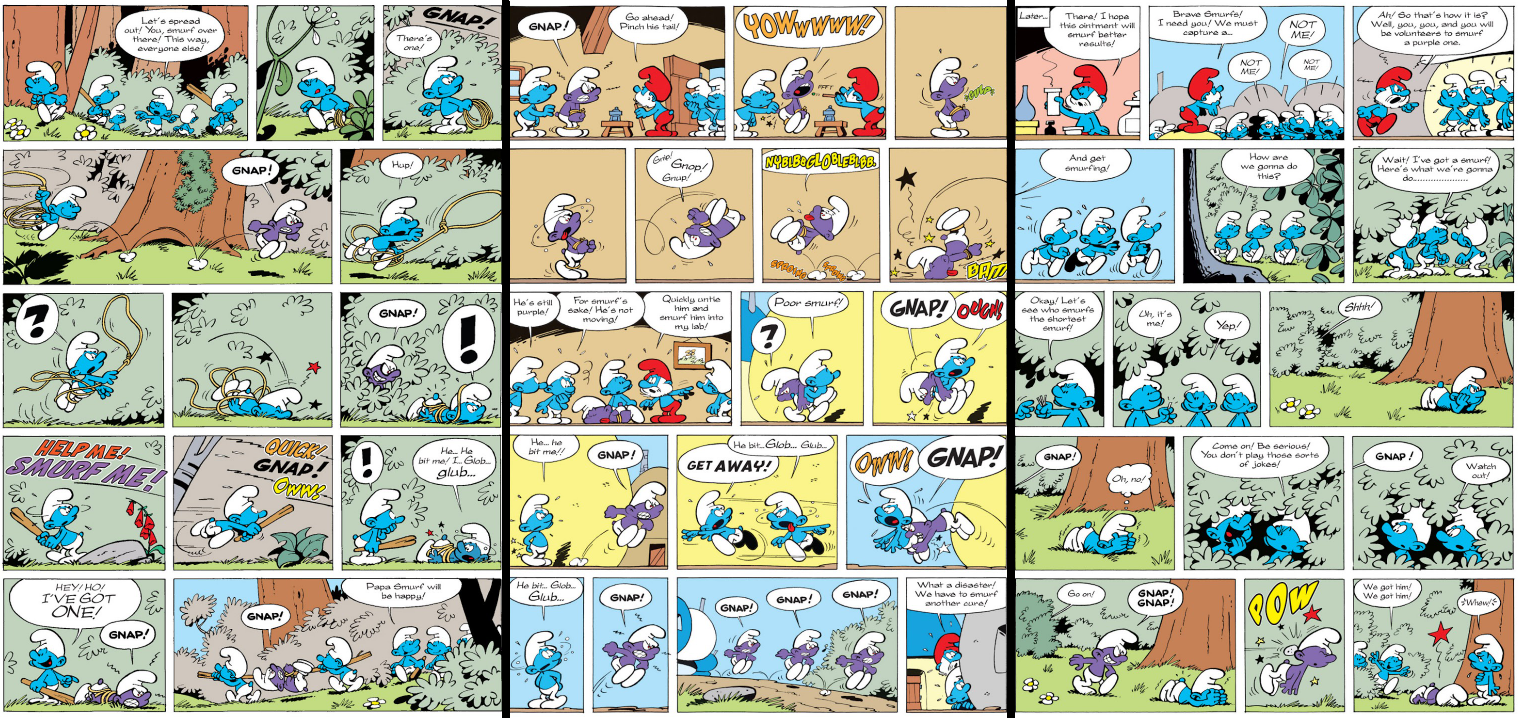 Let's spread
out! You, smurf over
there! This way,
everyone else!
GNAP!
There's
one!
GNAP!
Hup!
?
GNAP!
!
HELP ME!
SMURF ME!
QUICK!
GNAP!
OWW!
!
He... He
bit me! I... Glob...
glub...
HEY! HO!
I'VE GOT
ONE!
GNAP!
GNAP!
Papa Smurf will
be happy!
GNAP!
Go ahead!
Pinch his tail!
YOWwwwww!
FFFT
Gnip!
Gnop!
Gnup!
NYBLB&GLOBLEBLBB.
SPROING
BAM
He's still
purple!
For smurf's
sake! He's not
moving!
Quickly untie
him and
smurf him into
my lab!
?
Poor smurf!
GNAP!
OUCH!
He... he
bit me!!
GNAP!
GET AWAY!
He bit... Glob... Glub...
OWW!
GNAP!
He bit... Glob...
Glub...
GNAP!
GNAP!
GNAP!
GNAP!
What a disaster!
We have to smurf
another cure!
Later...
There! I hope
this ointment will
smurf better
results!
Brave Smurfs!
I need you! We must
capture a...
NOT
ME!
NOT
ME!
NOT
ME!
Ah! So that's how it is?
Well, you, you, and you will
be volunteers to smurf
a purple one.
And get
smurfing!
How are
we gonna do
this?
Wait! I've got a smurf!
Here's what we're gonna
do...................
Okay! Let's
see who smurfs
the shortest
smurf!
Uh, it's
me!
Yep!
Shhh!
GNAP!
Oh, no!
Come on! Be serious!
You don't play those sorts
of jokes!
GNAP!
Watch
out!
Go on!
GNAP!
GNAP!
POW
We got him!
We got him!
Whew!